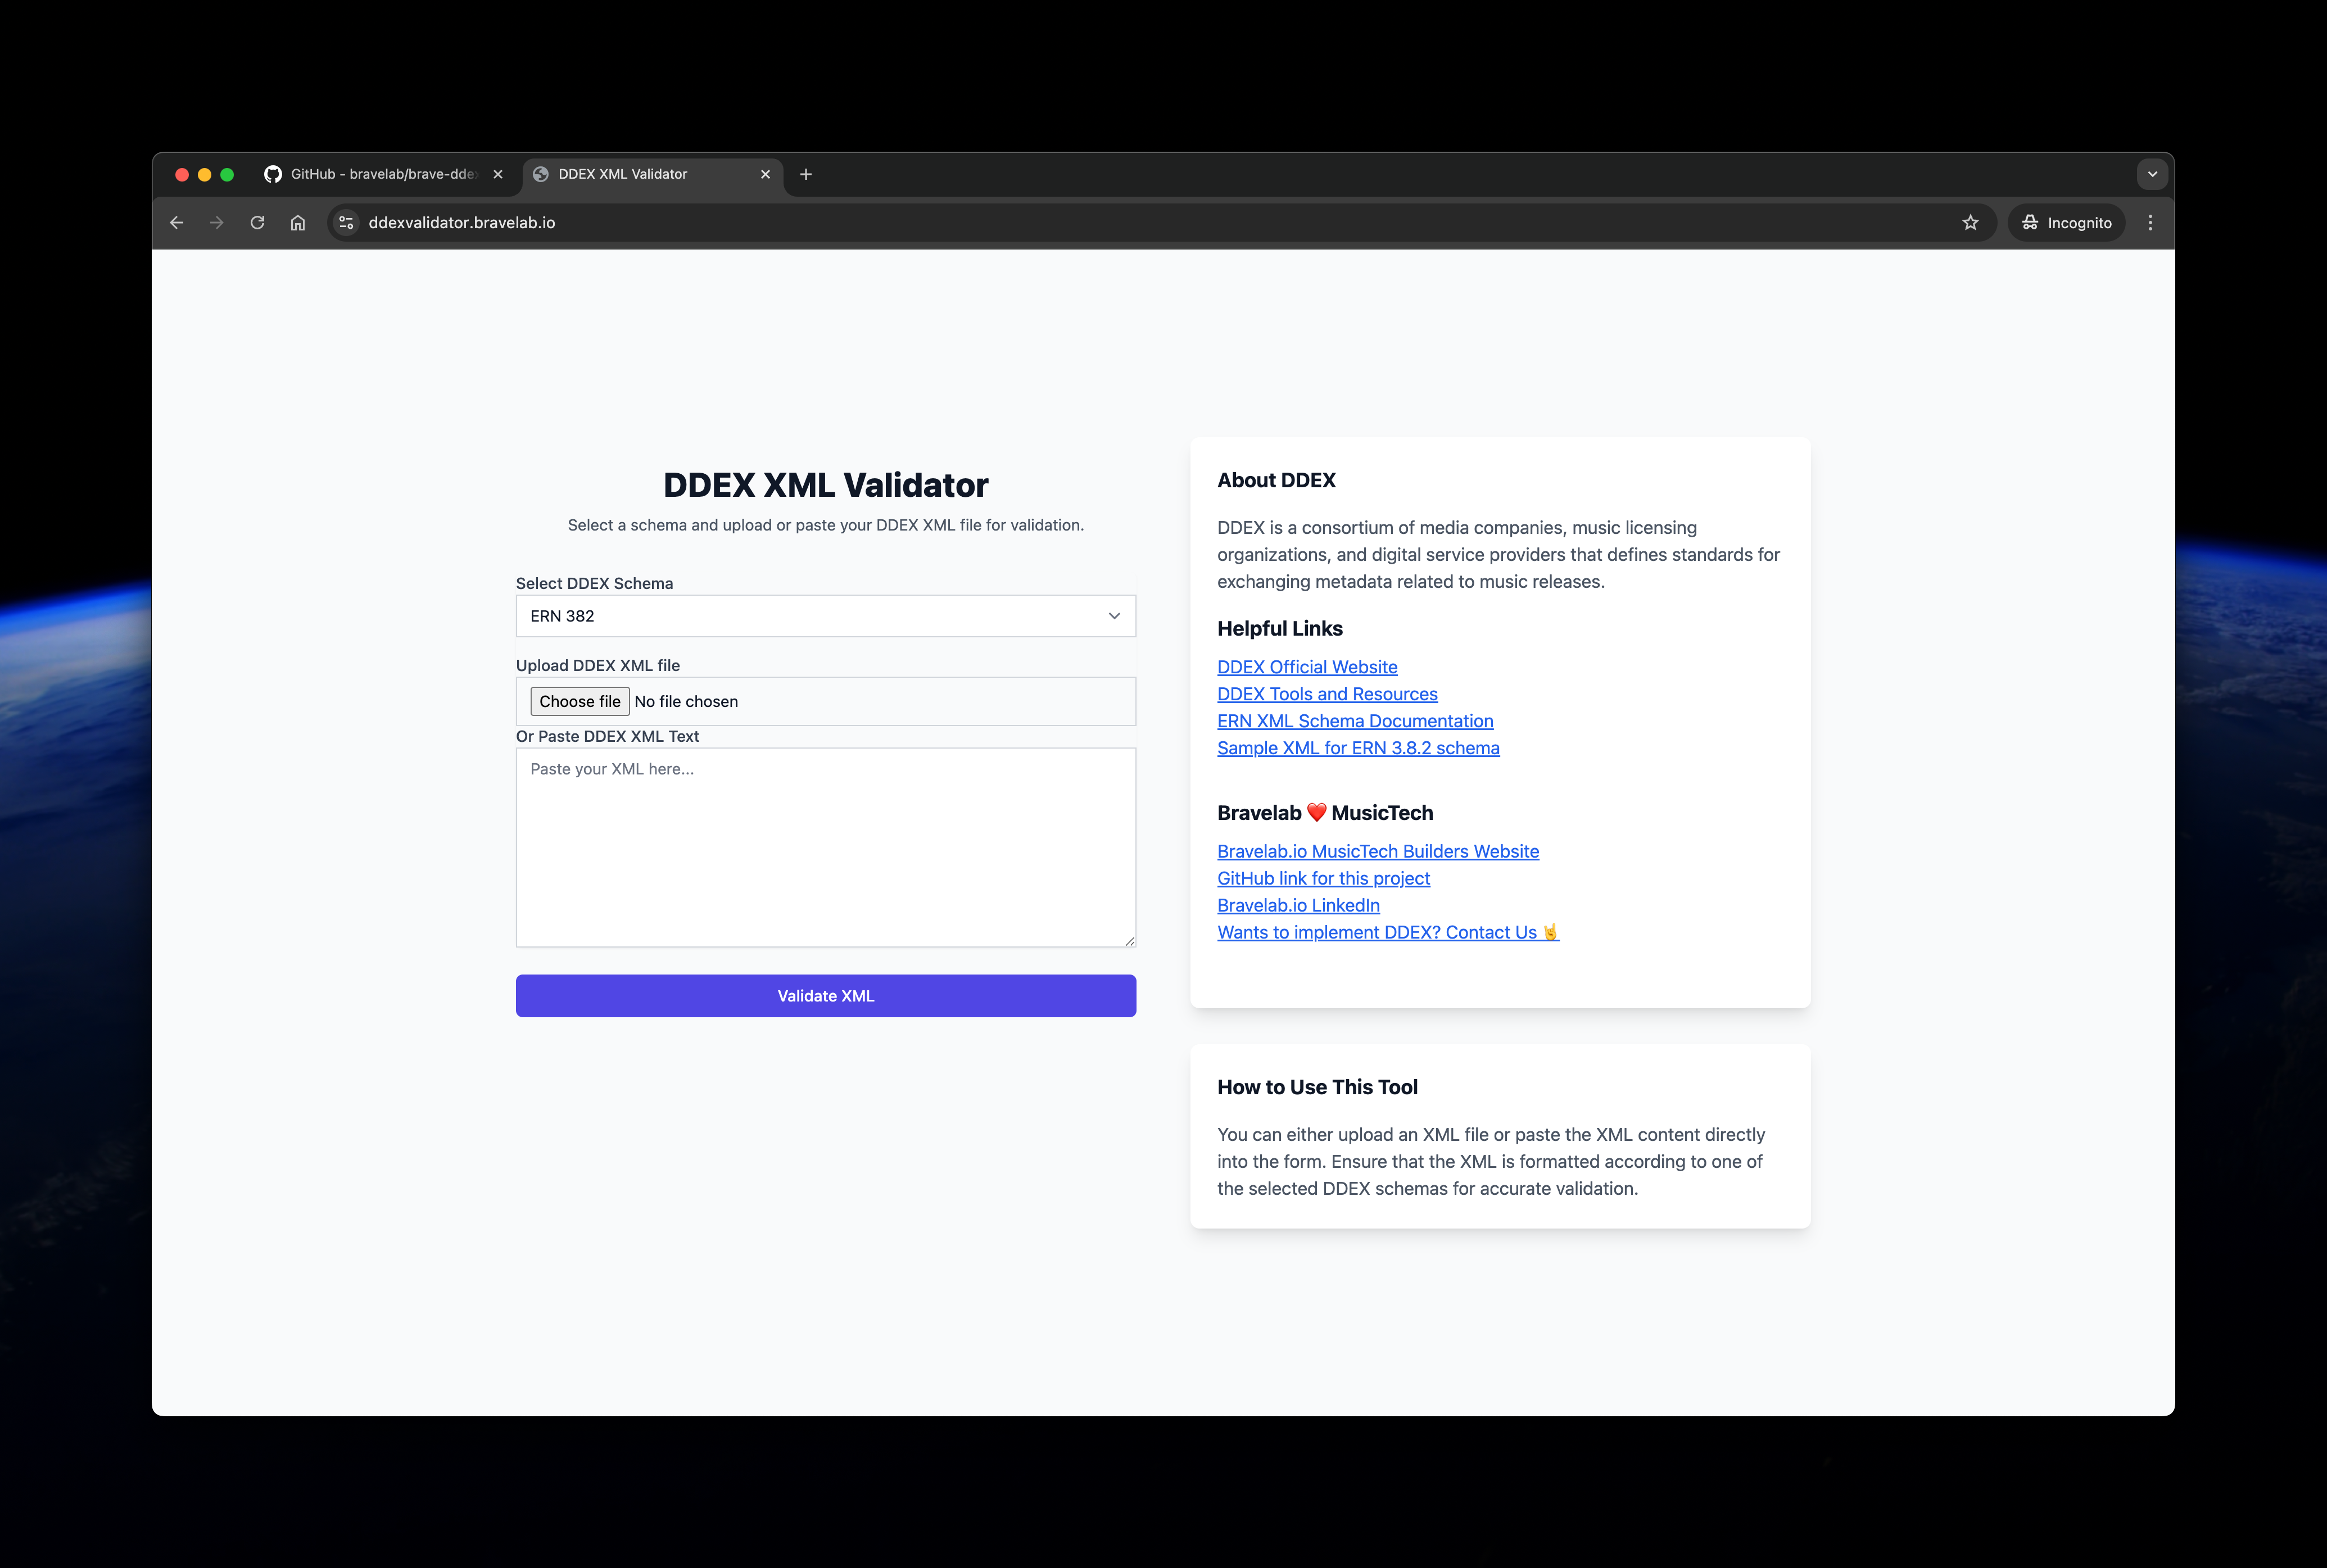 GitHub - bravelab/brave-ddex
DDEX XML Validator
ddexvalidator.bravelab.io
Incognito
DDEX XML Validator
Select a schema and upload or paste your DDEX XML file for validation.
Select DDEX Schema
ERN 382
Upload DDEX XML file
Choose file No file chosen
Or Paste DDEX XML Text
Paste your XML here...
Validate XML
About DDEX
DDEX is a consortium of media companies, music licensing
organizations, and digital service providers that defines standards for
exchanging metadata related to music releases.
Helpful Links
DDEX Official Website
DDEX Tools and Resources
ERN XML Schema Documentation
Sample XML for ERN 3.8.2 schema
Bravelab ❤️ MusicTech
Bravelab.io MusicTech Builders Website
GitHub link for this project
Bravelab.io LinkedIn
Wants to implement DDEX? Contact Us 🤘
How to Use This Tool
You can either upload an XML file or paste the XML content directly
into the form. Ensure that the XML is formatted according to one of
the selected DDEX schemas for accurate validation.